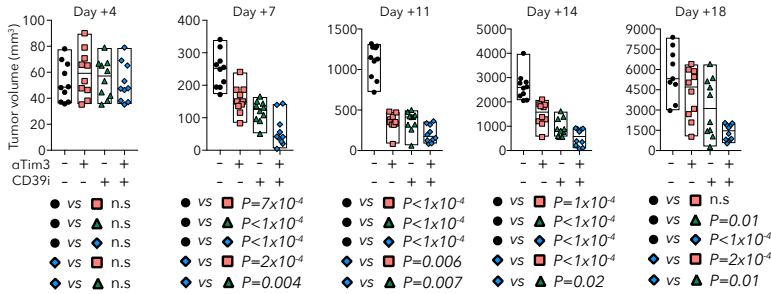 Day +4 Day +7 Day +11 Day +14 Day +18
Tumor volume (mm³)
100 80 60 40 20 0
400 300 200 100 0
1500 1000 500 0
5000 4000 3000 2000 1000 0
9000 7500 6000 4500 3000 1500 0
αTim3 - + - + - + - + - + - + - + - + - + - +
CD39i - - + + - - + + - - + + - - + + - - + +
vs n.s vs P=7x10⁻⁴ vs P<1x10⁻⁴ vs P=1x10⁻⁴ vs n.s
vs n.s vs P<1x10⁻⁴ vs P<1x10⁻⁴ vs P<1x10⁻⁴ vs P=0.01
vs n.s vs P<1x10⁻⁴ vs P<1x10⁻⁴ vs P<1x10⁻⁴ vs P<1x10⁻⁴
vs n.s vs P=2x10⁻⁴ vs P=0.006 vs P<1x10⁻⁴ vs P=2x10⁻⁴
vs n.s vs P=0.004 vs P=0.007 vs P=0.02 vs P=0.01